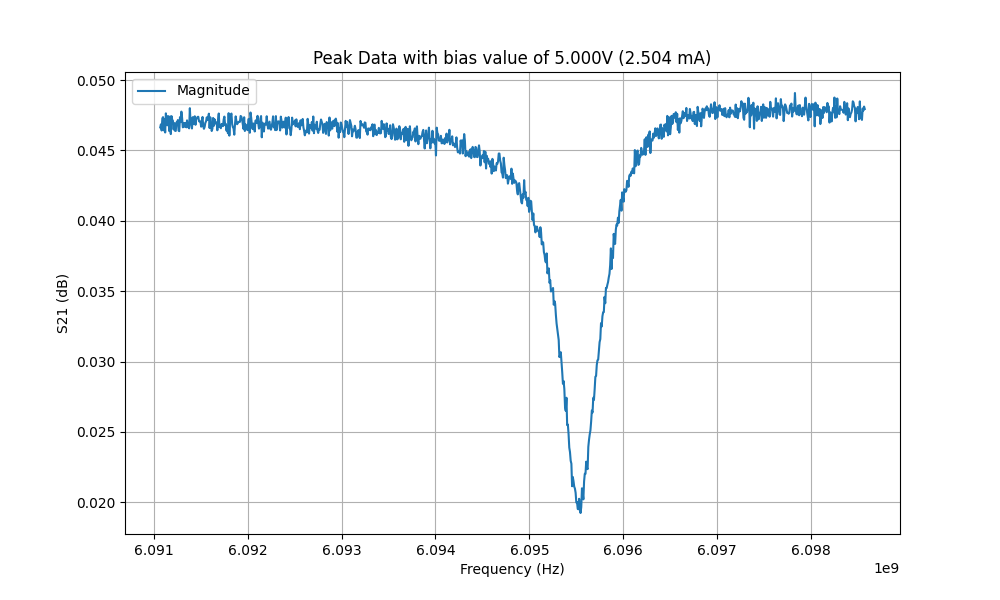 Peak Data with bias value of 5.000V (2.504 mA)
Magnitude
S21 (dB)
0.050
0.045
0.040
0.035
0.030
0.025
0.020
6.091 6.092 6.093 6.094 6.095 6.096 6.097 6.098
Frequency (Hz)
1e9